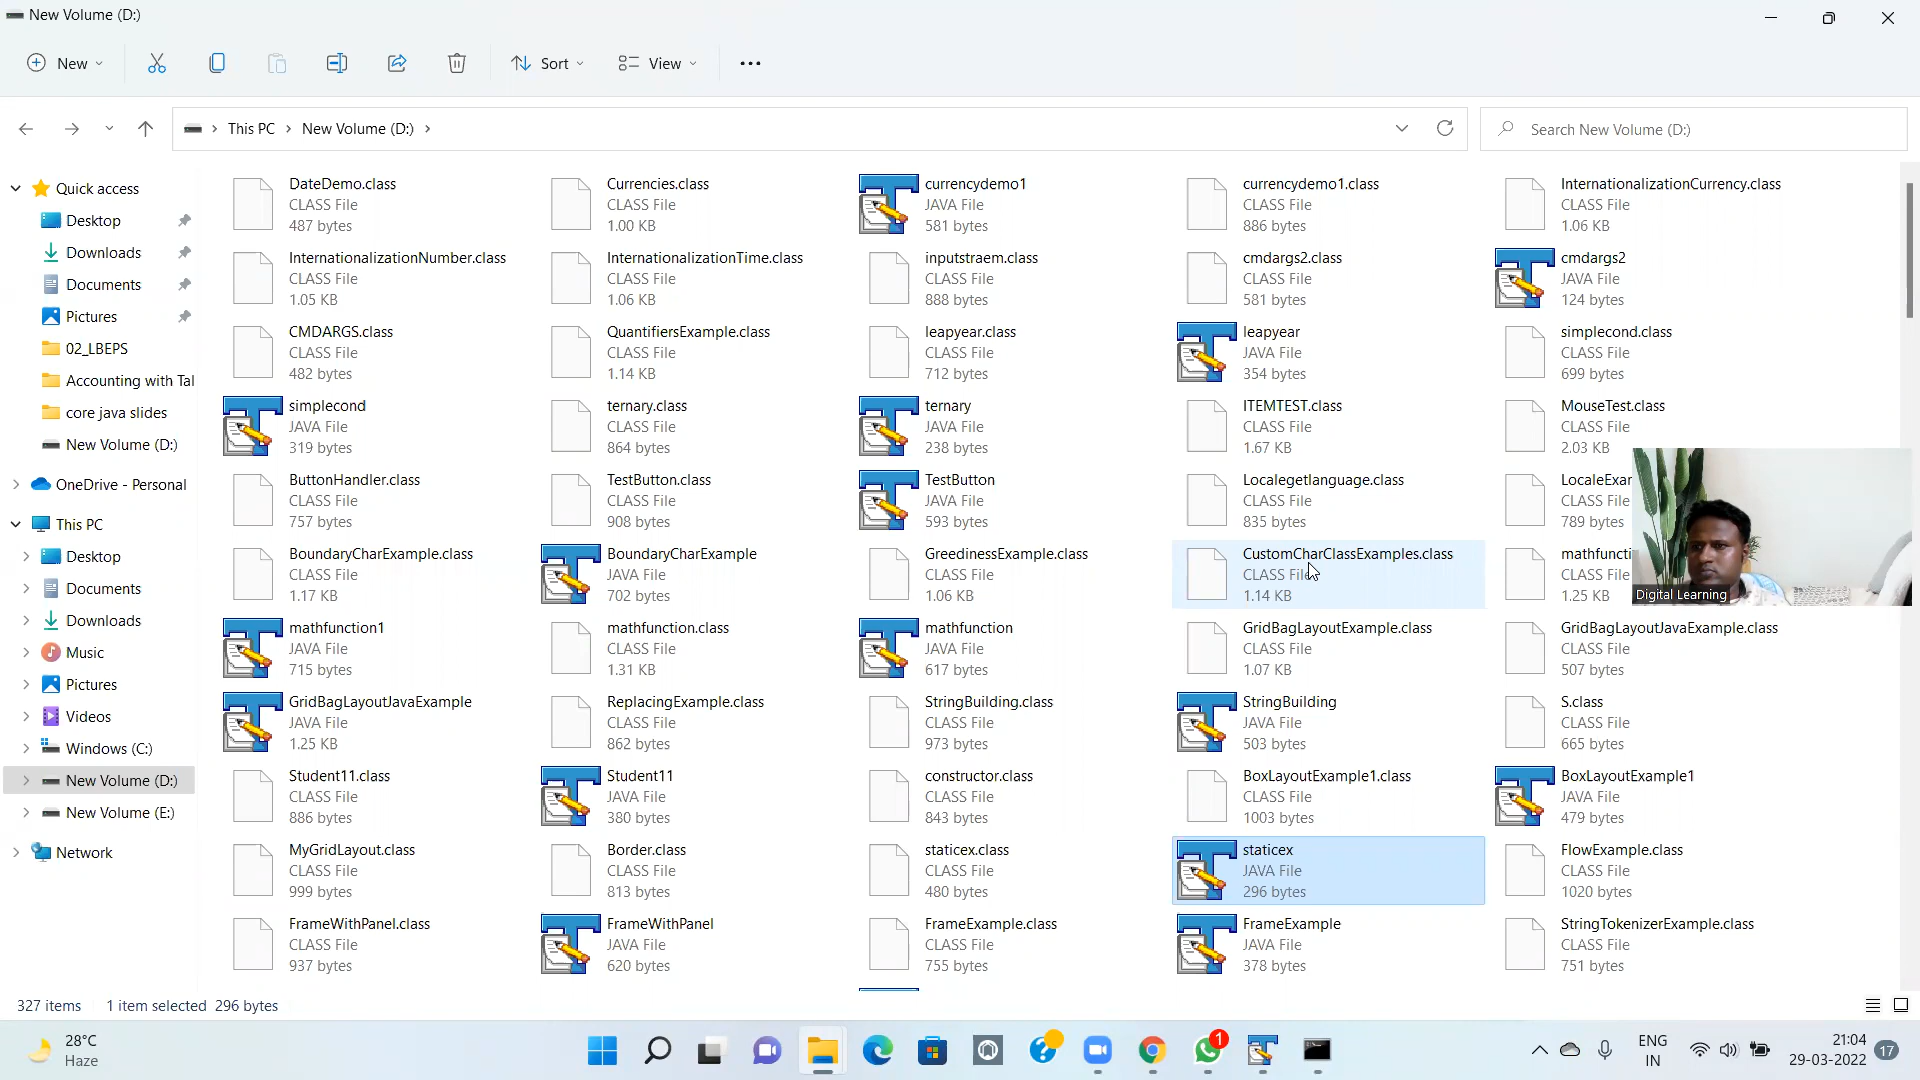 New Volume (D:)
New
Sort
View
This PC
New Volume (D:)
Search New Volume (D:)
Quick access
Desktop
Downloads
Documents
Pictures
02_LBEPS
Accounting with Tal
core java slides
New Volume (D:)
OneDrive - Personal
This PC
Desktop
Documents
Downloads
Music
Pictures
Videos
Windows (C:)
New Volume (D:)
New Volume (E:)
Network
DateDemo.class
CLASS File
487 bytes
Currencies.class
CLASS File
1.00 KB
currencydemo1
JAVA File
581 bytes
currencydemo1.class
CLASS File
886 bytes
InternationalizationCurrency.class
CLASS File
1.06 KB
InternationalizationNumber.class
CLASS File
1.05 KB
InternationalizationTime.class
CLASS File
1.06 KB
inputstraem.class
CLASS File
888 bytes
cmdargs2.class
CLASS File
581 bytes
cmdargs2
JAVA File
124 bytes
CMDARGS.class
CLASS File
482 bytes
QuantifiersExample.class
CLASS File
1.14 KB
leapyear.class
CLASS File
712 bytes
leapyear
JAVA File
354 bytes
simplecond.class
CLASS File
699 bytes
simplecond
JAVA File
319 bytes
ternary.class
CLASS File
864 bytes
ternary
JAVA File
238 bytes
ITEMTEST.class
CLASS File
1.67 KB
MouseTest.class
CLASS File
2.03 KB
ButtonHandler.class
CLASS File
757 bytes
TestButton.class
CLASS File
908 bytes
TestButton
JAVA File
593 bytes
Localegetlanguage.class
CLASS File
835 bytes
LocaleExar
CLASS File
789 bytes
BoundaryCharExample.class
CLASS File
1.17 KB
BoundaryCharExample
JAVA File
702 bytes
GreedinessExample.class
CLASS File
1.06 KB
CustomCharClassExamples.class
CLASS File
1.14 KB
mathfuncti
CLASS File
1.25 KB
Digital Learning
mathfunction1
JAVA File
715 bytes
mathfunction.class
CLASS File
1.31 KB
mathfunction
JAVA File
617 bytes
GridBagLayoutExample.class
CLASS File
1.07 KB
GridBagLayoutJavaExample.class
CLASS File
507 bytes
GridBagLayoutJavaExample
JAVA File
1.25 KB
ReplacingExample.class
CLASS File
862 bytes
StringBuilding.class
CLASS File
973 bytes
StringBuilding
JAVA File
503 bytes
S.class
CLASS File
665 bytes
Student11.class
CLASS File
886 bytes
Student11
JAVA File
380 bytes
constructor.class
CLASS File
843 bytes
BoxLayoutExample1.class
CLASS File
1003 bytes
BoxLayoutExample1
JAVA File
479 bytes
MyGridLayout.class
CLASS File
999 bytes
Border.class
CLASS File
813 bytes
staticex.class
CLASS File
480 bytes
staticex
JAVA File
296 bytes
FlowExample.class
CLASS File
1020 bytes
FrameWithPanel.class
CLASS File
937 bytes
FrameWithPanel
JAVA File
620 bytes
FrameExample.class
CLASS File
755 bytes
FrameExample
JAVA File
378 bytes
StringTokenizerExample.class
CLASS File
751 bytes
327 items
1 item selected 296 bytes
28°C
Haze
1
ENG
IN
21:04
29-03-2022
17